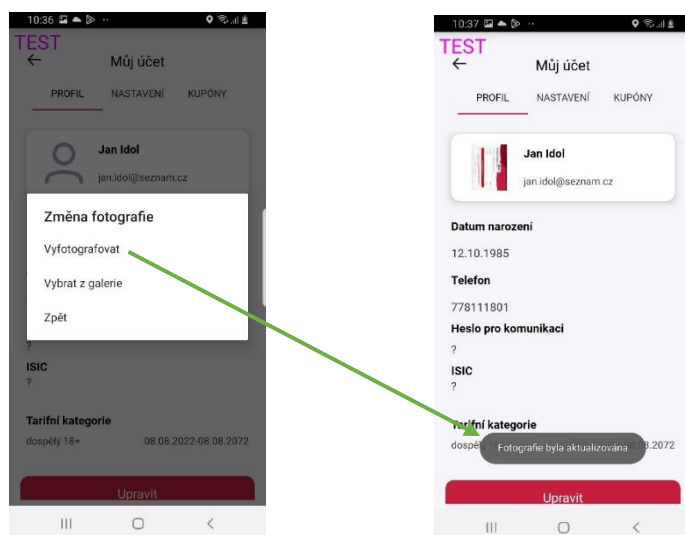 10:36
TEST
Můj účet
PROFIL NASTAVENÍ KUPÓNY
Jan Idol
jan.idol@seznam.cz
Změna fotografie
Vyfotografovat
Vybrat z galerie
Zpět
?
ISIC
?
Tarifní kategorie
dospělý 18+ 08.08.2022-08.08.2072
Upravit
10:37
TEST
Můj účet
PROFIL NASTAVENÍ KUPÓNY
Jan Idol
jan.idol@seznam.cz
Datum narození
12.10.1985
Telefon
778111801
Heslo pro komunikaci
?
ISIC
?
Tarifní kategorie
Fotografie byla aktualizována
Upravit